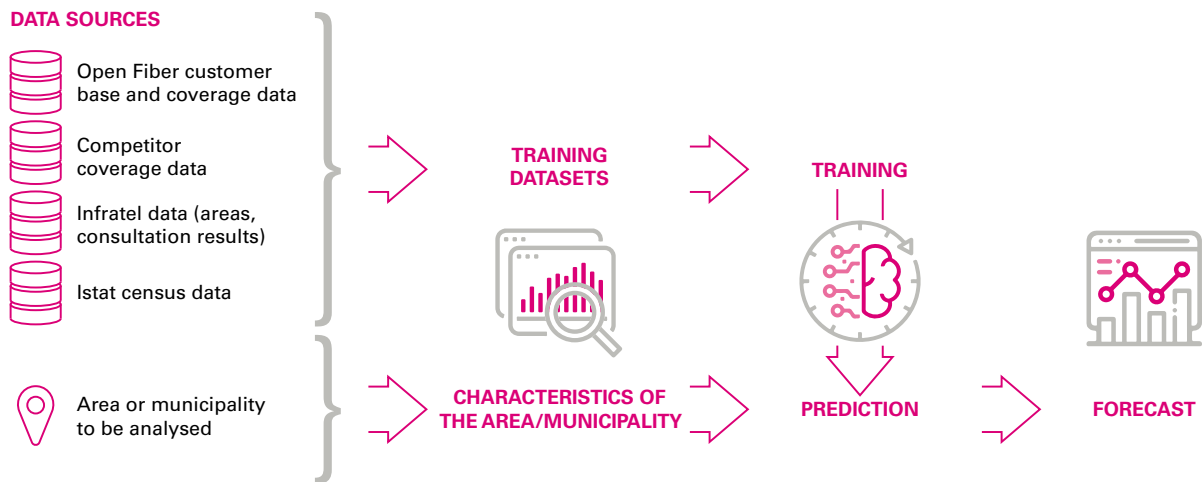 DATA SOURCES
Open Fiber customer
base and coverage data
Competitor
coverage data
Infratel data (areas,
consultation results)
Istat census data
Area or municipality
to be analysed
TRAINING
DATASETS
CHARACTERISTICS OF
THE AREA/MUNICIPALITY
TRAINING
PREDICTION
FORECAST